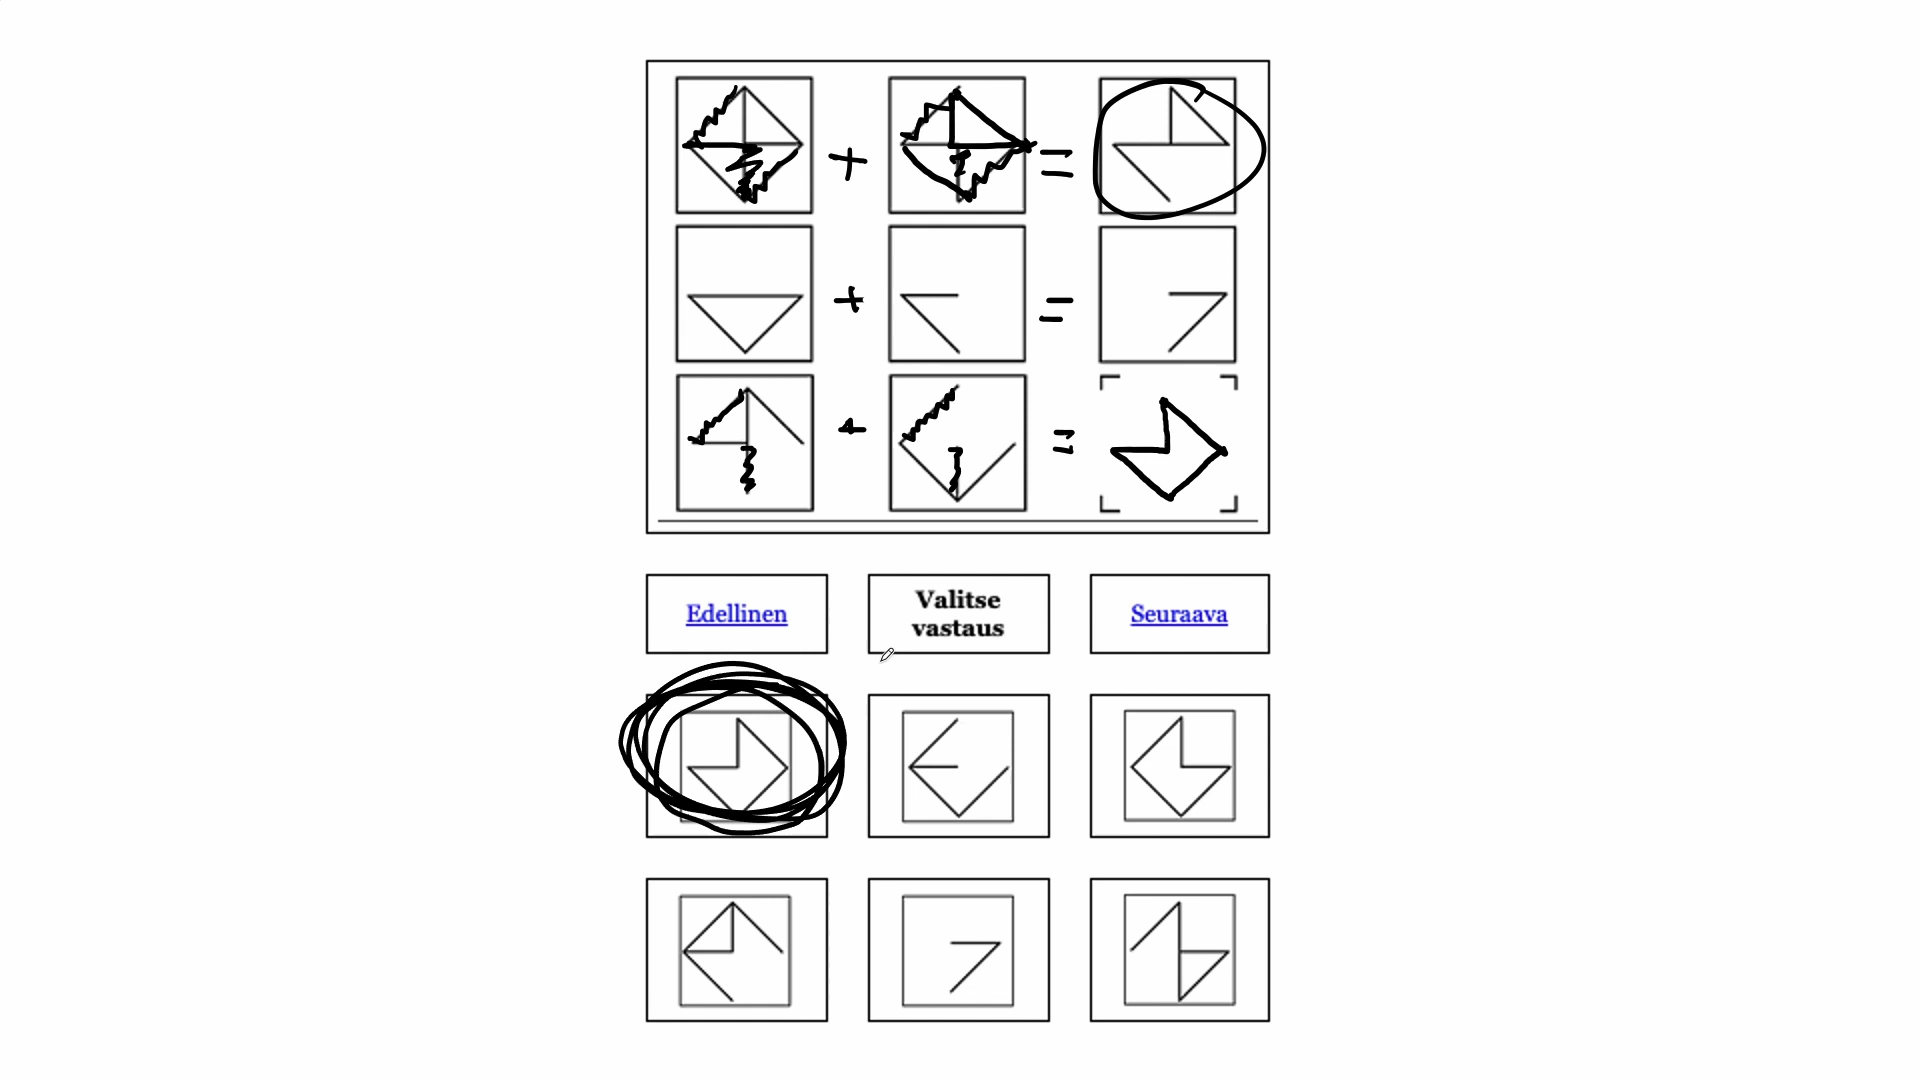 + =
+ =
+ =
Edellinen
Valitse
vastaus
Seuraava